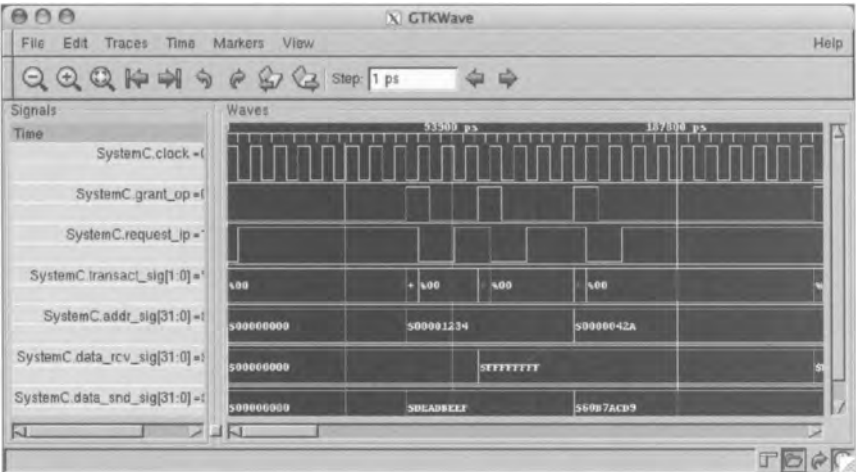 GTKWave
File Edit Traces Time Markers View Help
Step: 1 ps
Signals
Waves
Time
93900 ps 187800 ps
SystemC.clock =(
SystemC.grant_op =(
SystemC.request_ip =
SystemC.transact_sig[1:0] =
%00 + %00 %00 %00
SystemC.addr_sig[31:0] =
$00000000 $00001234 $0000042A
SystemC.data_rcv_sig[31:0] =
$00000000 $FFFFFFFF
SystemC.data_snd_sig[31:0] =
$00000000 $DEADBEEF $60B7ACD9